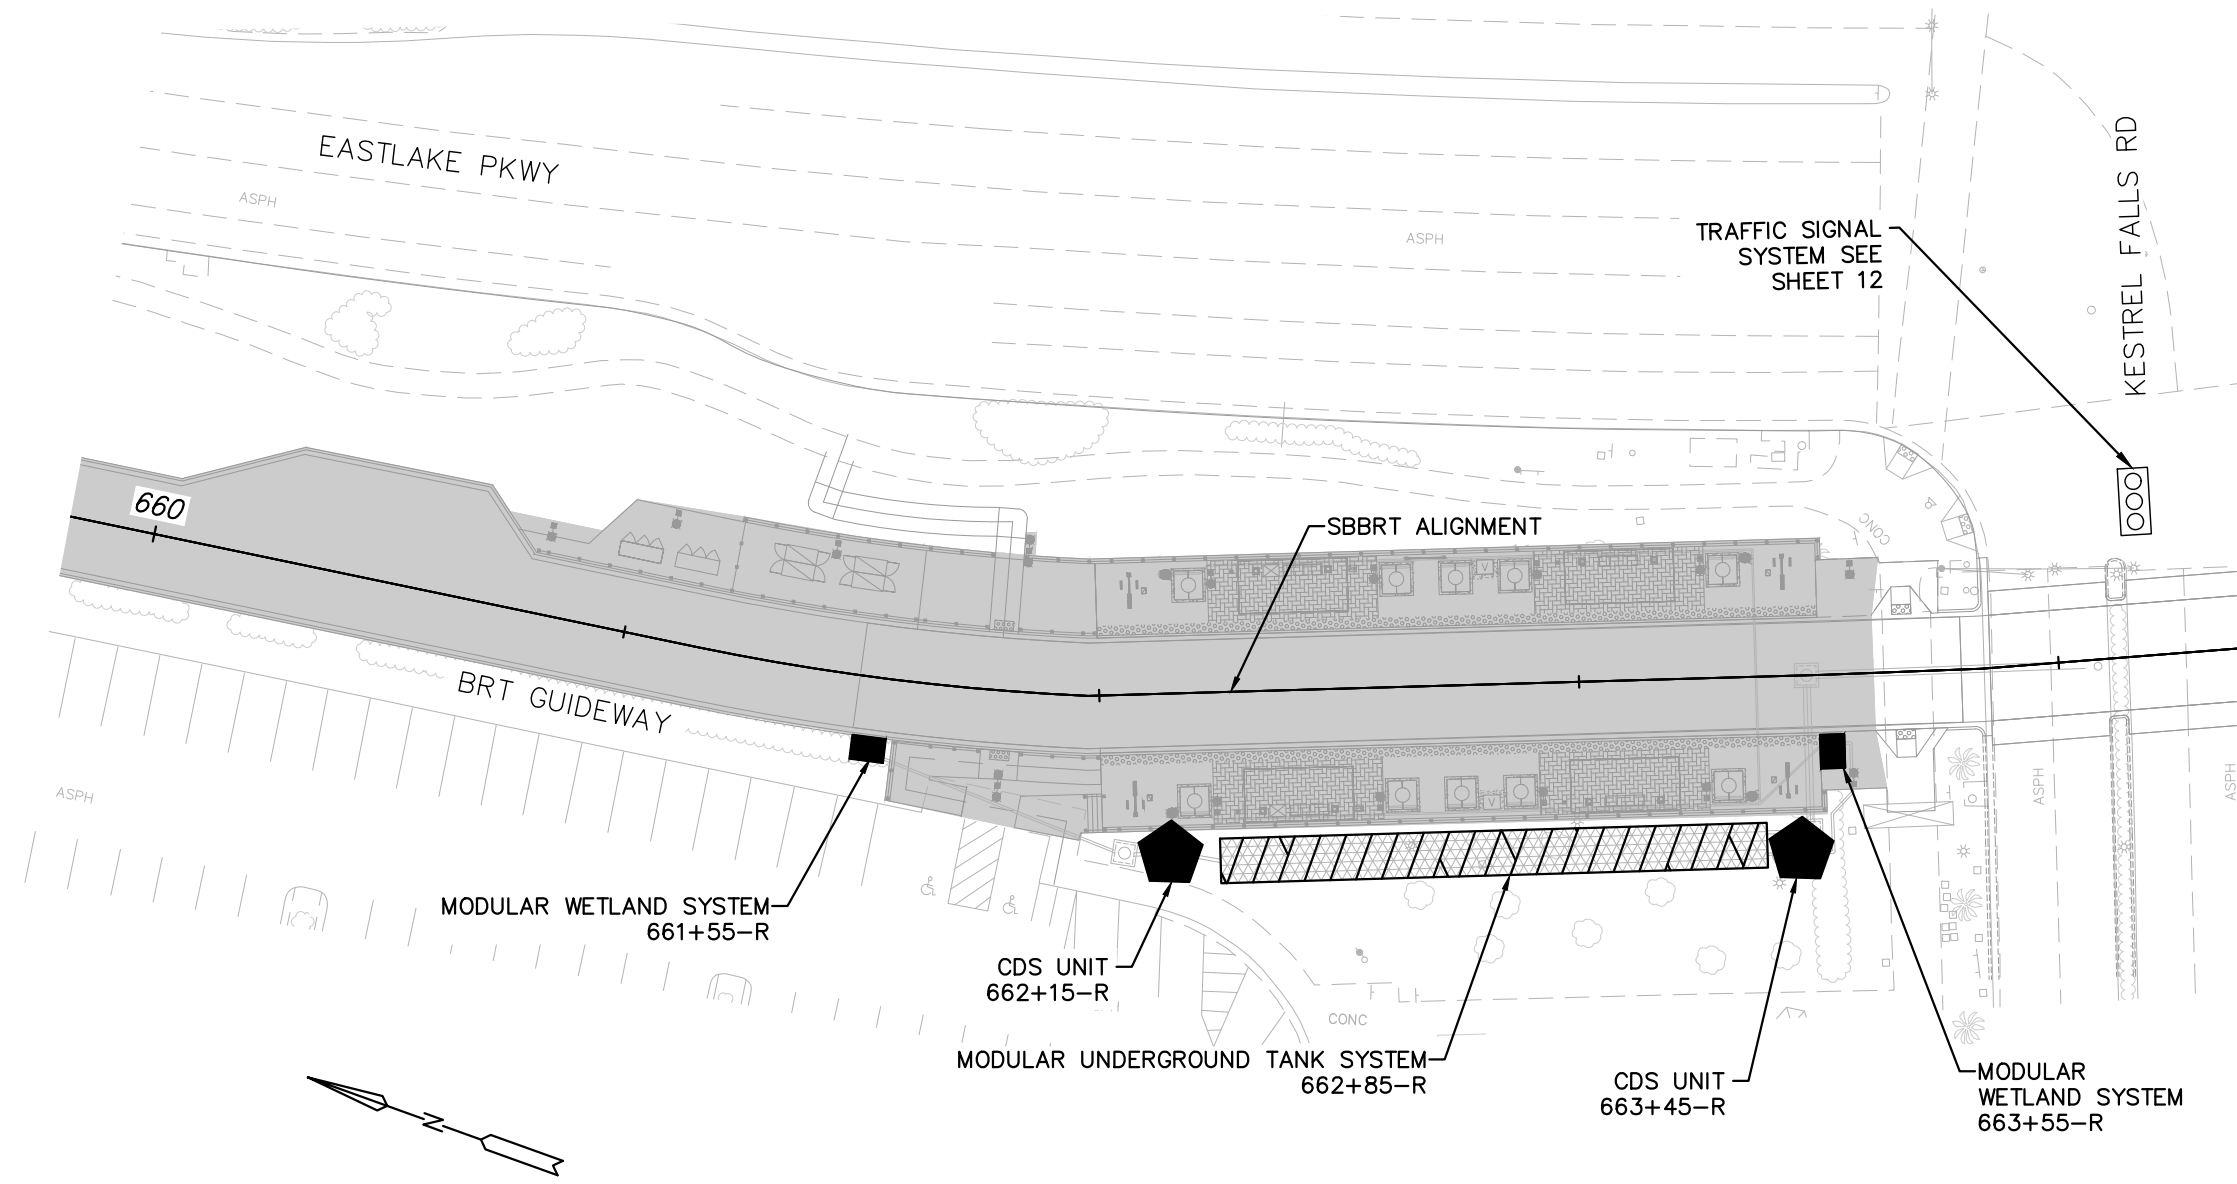 EASTLAKE PKWY
ASPH
ASPH
KESTREL FALLS RD
TRAFFIC SIGNAL
SYSTEM SEE
SHEET 12
660
SBBRT ALIGNMENT
CONC
V
BRT GUIDEWAY
V
ASPH
ASPH
ASPH
MODULAR WETLAND SYSTEM
661+55-R
CDS UNIT
662+15-R
CONC
MODULAR UNDERGROUND TANK SYSTEM
662+85-R
CDS UNIT
663+45-R
MODULAR
WETLAND SYSTEM
663+55-R
N